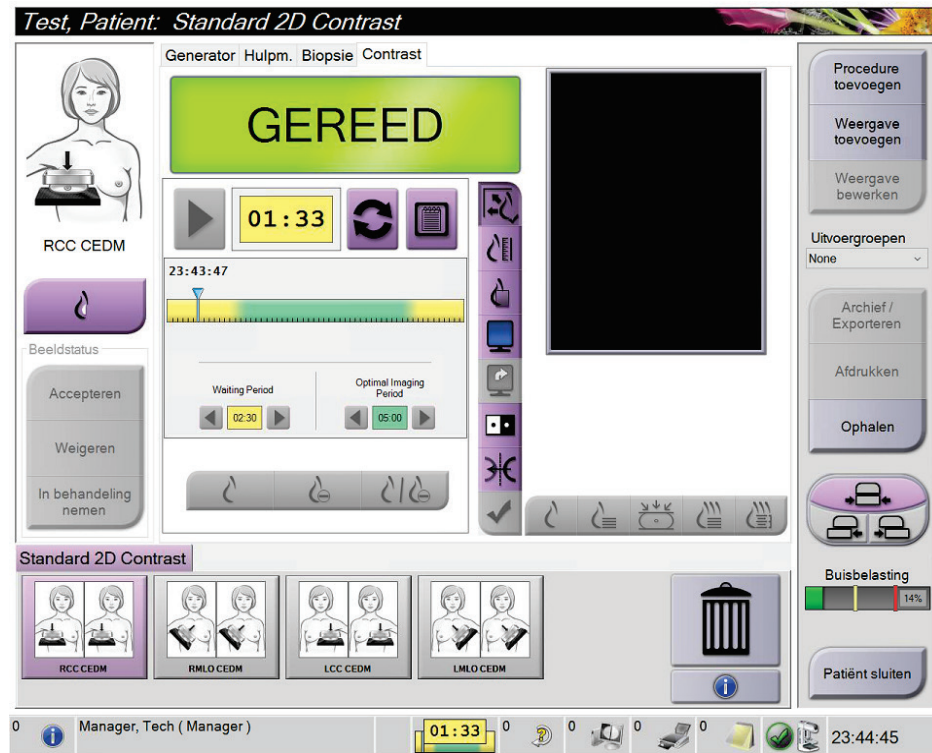 Test, Patient: Standard 2D Contrast
Generator Hulpm. Biopsie Contrast
GEREED
RCC CEDM
01:33
23:43:47
Waiting Period
02:30
Optimal Imaging
Period
05:00
Beeldstatus
Accepteren
Weigeren
In behandeling
nemen
Procedure
toevoegen
Weergave
toevoegen
Weergave
bewerken
Uitvoergroepen
None
Archief /
Exporteren
Afdrukken
Ophalen
Buisbelasting
14%
Patiënt sluiten
Standard 2D Contrast
RCC CEDM
RMLO CEDM
LCC CEDM
LMLO CEDM
0
Manager, Tech ( Manager )
01:33
0
0
0
0
23:44:45